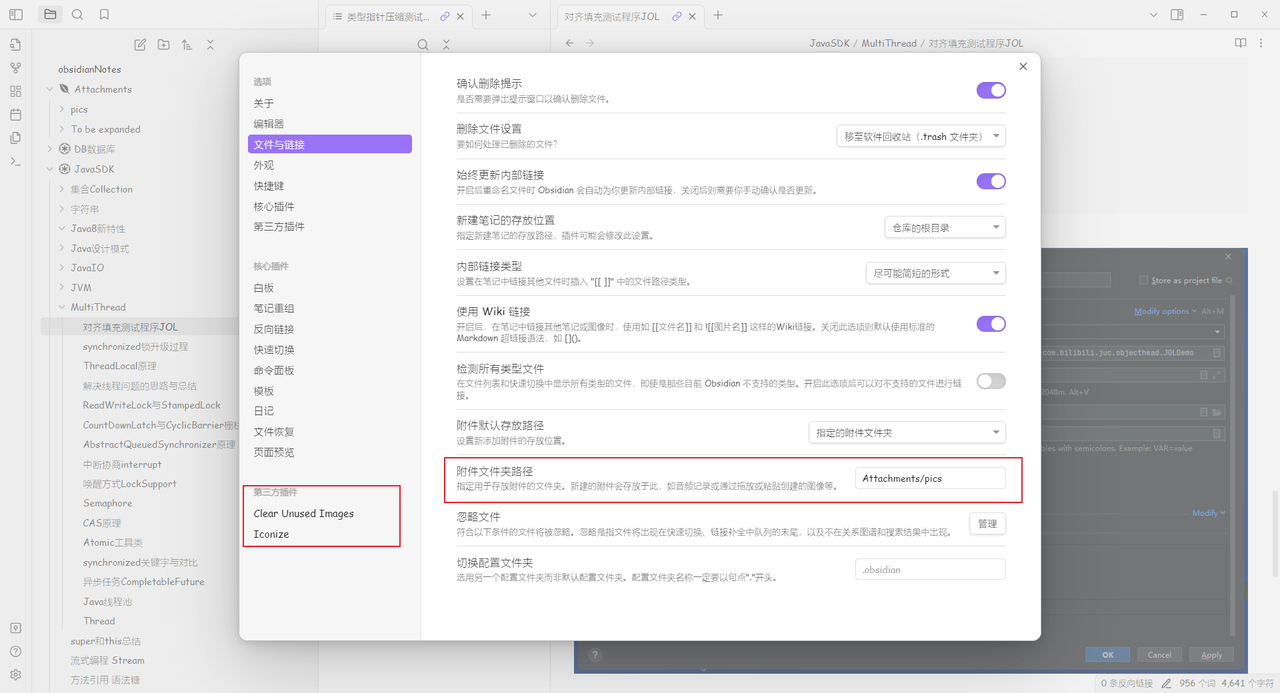 类型指针压缩测试...
对齐填充测试程序JOL
JavaSDK / MultiThread / 对齐填充测试程序JOL
obsidianNotes
Attachments
pics
To be expanded
DB数据库
JavaSDK
集合Collection
字符串
Java8新特性
Java设计模式
JavaIO
JVM
MultiThread
对齐填充测试程序JOL
synchronized锁升级过程
ThreadLocal原理
解决线程问题的思路与总结
ReadWriteLock与StampedLock
CountDownLatch与CyclicBarrier栅栏
AbstractQueuedSynchronizer原理
中断协商interrupt
唤醒方式LockSupport
Semaphore
CAS原理
Atomic工具类
synchronized关键字与对比
异步任务CompletableFuture
Java线程池
Thread
super和this总结
流式编程 Stream
方法引用 语法糖
选项
关于
编辑器
文件与链接
外观
快捷键
核心插件
第三方插件
核心插件
白板
笔记重组
反向链接
快速切换
命令面板
模板
日记
文件恢复
页面预览
第三方插件
Clear Unused Images
Iconize
确认删除提示
是否需要弹出提示窗口以确认删除文件。
删除文件设置
要如何处理已删除的文件?
移至软件回收站（.trash 文件夹）
始终更新内部链接
开启后重命名文件时 Obsidian 会自动为你更新内部链接，关闭后则需要你手动确认是否更新。
新建笔记的存放位置
指定新建笔记的存放路径，插件可能会修改此设置。
仓库的根目录
内部链接类型
设置在笔记中链接其他文件时插入 "[[ ]]" 中的文件路径类型。
尽可能简短的形式
使用 Wiki 链接
开启后，在笔记中链接其他笔记或图像时，使用如 [[文件名]] 和 ![[图片名]] 这样的Wiki链接。关闭此选项则默认使用标准的
Markdown 超链接语法，如 []()。
检测所有类型文件
在文件列表和快速切换中显示所有类型的文件，即使是那些目前 Obsidian 不支持的类型。开启此选项后可以对不支持的文件进行链
接。
附件默认存放路径
设置新添加附件的存放位置。
指定的附件文件夹
附件文件夹路径
指定用于存放附件的文件夹。新建的附件会存放于此，如音频记录或通过拖放或粘贴创建的图像等。
Attachments/pics
忽略文件
符合以下条件的文件将被忽略。忽略是指文件将出现在快速切换、链接补全中队列的末尾，以及不在关系图谱和搜索结果中出现。
管理
切换配置文件夹
选用另一个配置文件夹而非默认配置文件夹。配置文件夹名称一定要以句点"."开头。
.obsidian
Store as project file
Modify options
Alt+M
com.bilibili.juc.objecthead.JOLDemo
2048m. Alt+V
bles with semicolons. Example: VAR=value
Modify
?
OK
Cancel
Apply
0 条反向链接
956 个词
4,641 个字符